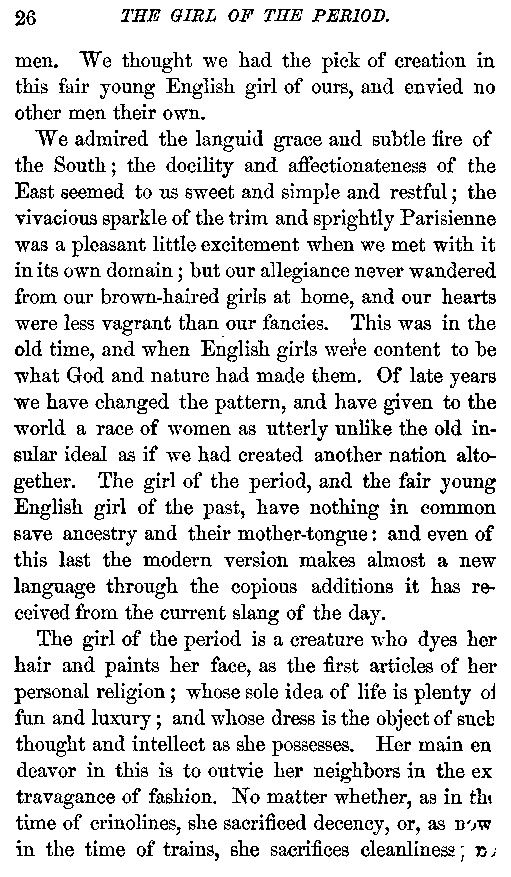 26 THE GIRL OF THE PERIOD.
men. We thought we had the pick of creation in
this fair young English girl of ours, and envied no
other men their own.
We admired the languid grace and subtle fire of
the South; the docility and affectionateness of the
East seemed to us sweet and simple and restful; the
vivacious sparkle of the trim and sprightly Parisienne
was a pleasant little excitement when we met with it
in its own domain; but our allegiance never wandered
from our brown-haired girls at home, and our hearts
were less vagrant than our fancies. This was in the
old time, and when English girls were content to be
what God and nature had made them. Of late years
we have changed the pattern, and have given to the
world a race of women as utterly unlike the old in-
sular ideal as if we had created another nation alto-
gether. The girl of the period, and the fair young
English girl of the past, have nothing in common
save ancestry and their mother-tongue: and even of
this last the modern version makes almost a new
language through the copious additions it has re-
ceived from the current slang of the day.
The girl of the period is a creature who dyes her
hair and paints her face, as the first articles of her
personal religion; whose sole idea of life is plenty of
fun and luxury; and whose dress is the object of such
thought and intellect as she possesses. Her main en
deavor in this is to outvie her neighbors in the ex
travagance of fashion. No matter whether, as in the
time of crinolines, she sacrificed decency, or, as now
in the time of trains, she sacrifices cleanliness;